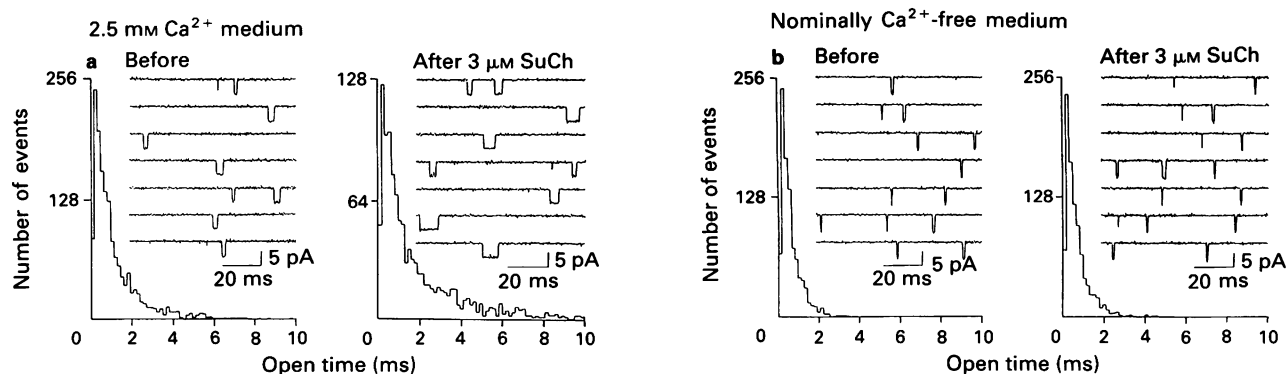 2.5 mM Ca²⁺ medium
a Before
After 3 μM SuCh
256
128
Number of events
128
64
5 pA
20 ms
5 pA
20 ms
0 2 4 6 8 10
0 2 4 6 8 10
Open time (ms)
Nominally Ca²⁺-free medium
b Before
After 3 μM SuCh
256
128
Number of events
256
128
5 pA
20 ms
5 pA
20 ms
0 2 4 6 8 10
0 2 4 6 8 10
Open time (ms)